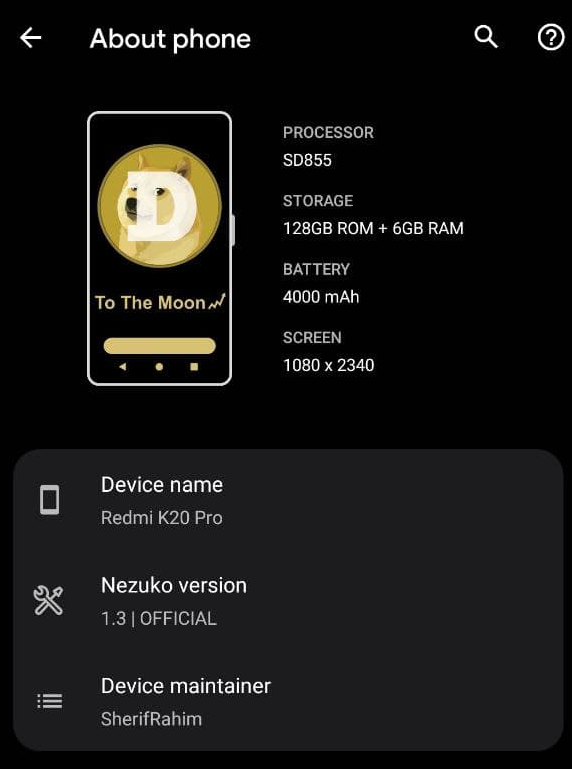 About phone
D
To The Moon
PROCESSOR
SD855
STORAGE
128GB ROM + 6GB RAM
BATTERY
4000 mAh
SCREEN
1080 x 2340
Device name
Redmi K20 Pro
Nezuko version
1.3 | OFFICIAL
Device maintainer
SherifRahim